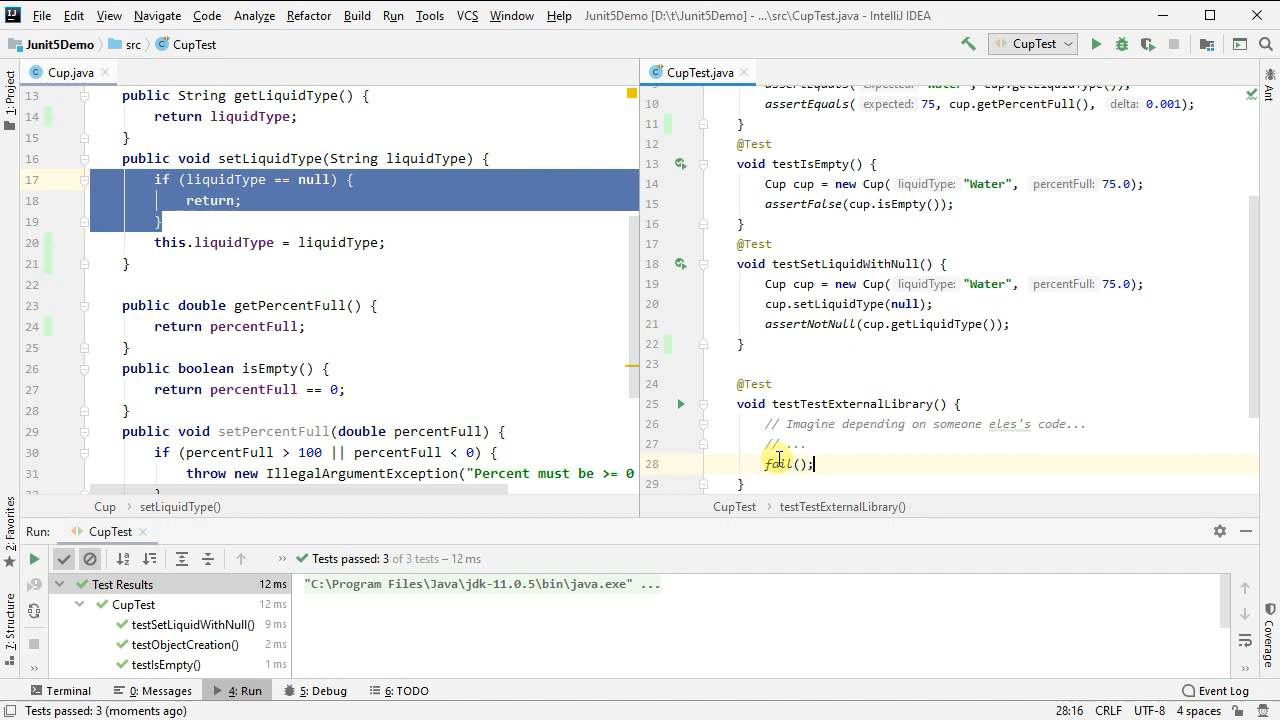 File Edit View Navigate Code Analyze Refactor Build Run Tools VCS Window Help Junit5Demo [D:\t\Junit5Demo] - ...\src\CupTest.java - IntelliJ IDEA
Junit5Demo src CupTest CupTest
1: Project
2: Favorites
7: Structure
Cup.java
13 public String getLiquidType() {
14 return liquidType;
15 }
16 public void setLiquidType(String liquidType) {
17 if (liquidType == null) {
18 return;
19 }
20 this.liquidType = liquidType;
21 }
22
23 public double getPercentFull() {
24 return percentFull;
25 }
26 public boolean isEmpty() {
27 return percentFull == 0;
28 }
29 public void setPercentFull(double percentFull) {
30 if (percentFull > 100 || percentFull < 0) {
31 throw new IllegalArgumentException("Percent must be >= 0
Cup setLiquidType()
CupTest.java
10 assertEquals( expected: 75, cup.getPercentFull(), delta: 0.001);
11 }
12 @Test
13 void testIsEmpty() {
14 Cup cup = new Cup( liquidType: "Water", percentFull: 75.0);
15 assertFalse(cup.isEmpty());
16 }
17 @Test
18 void testSetLiquidWithNull() {
19 Cup cup = new Cup( liquidType: "Water", percentFull: 75.0);
20 cup.setLiquidType(null);
21 assertNotNull(cup.getLiquidType());
22 }
23
24 @Test
25 void testTestExternalLibrary() {
26 // Imagine depending on someone eles's code...
27 // ...
28 fail();
29 }
CupTest testTestExternalLibrary()
Ant
Coverage
Run: CupTest
Tests passed: 3 of 3 tests – 12 ms
Test Results 12 ms
CupTest 12 ms
testSetLiquidWithNull() 9 ms
testObjectCreation() 2 ms
testIsEmpty() 1 ms
"C:\Program Files\Java\jdk-11.0.5\bin\java.exe" ...
Terminal 0: Messages 4: Run 5: Debug 6: TODO Event Log
Tests passed: 3 (moments ago) 28:16 CRLF UTF-8 4 spaces